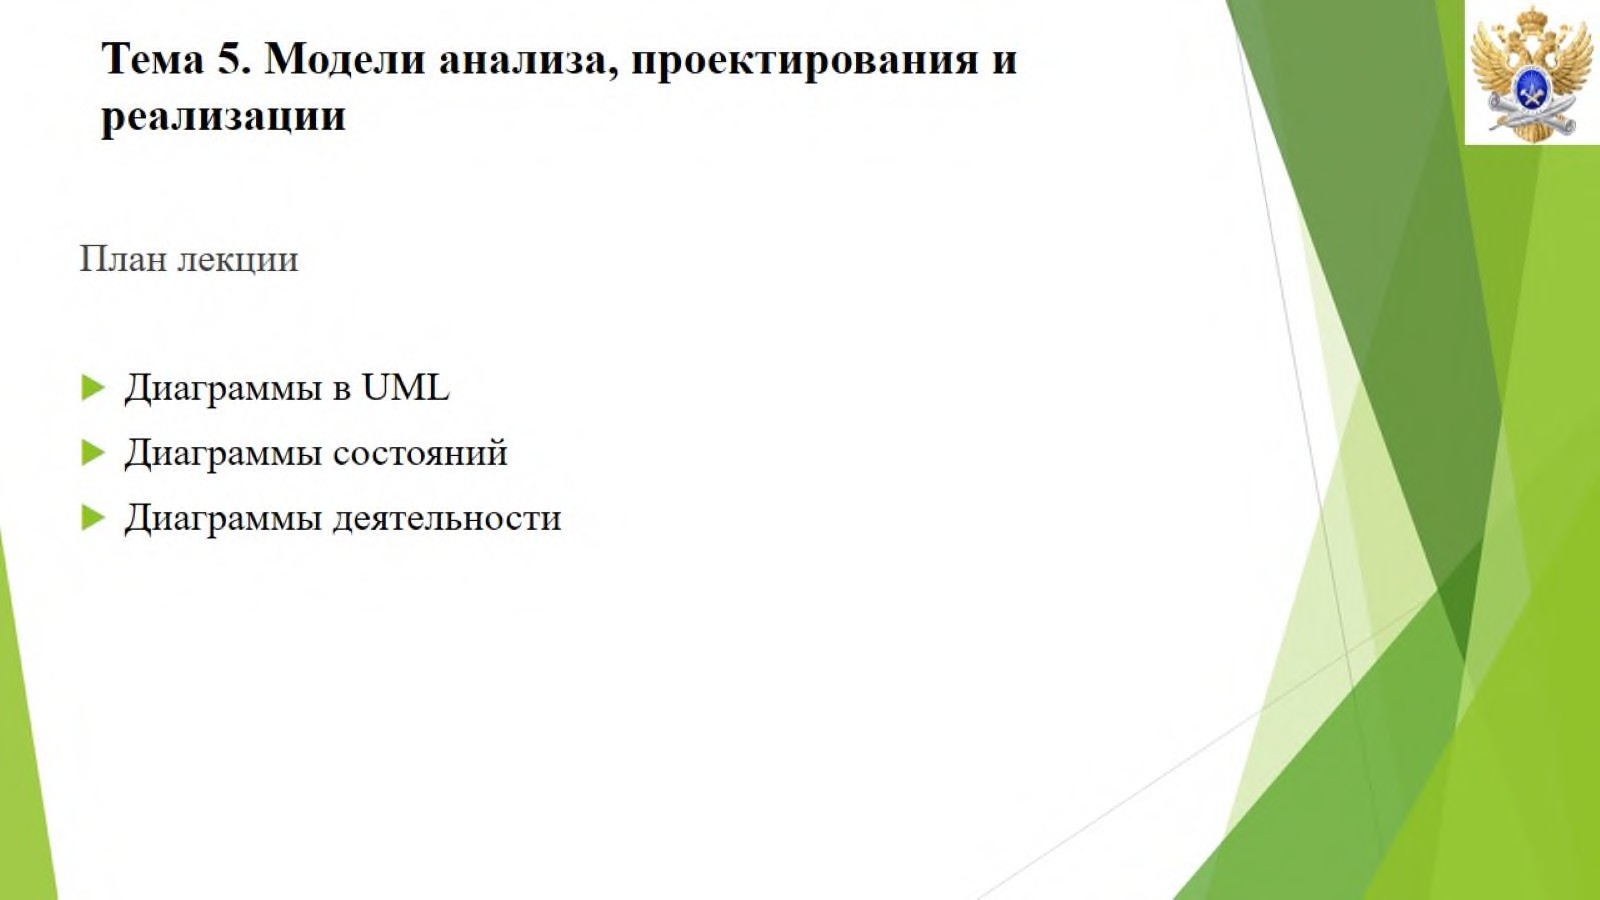 Тема 5. Модели анализа, проектирования и
реализации
План лекции
Диаграммы в UML
Диаграммы состояний
Диаграммы деятельности